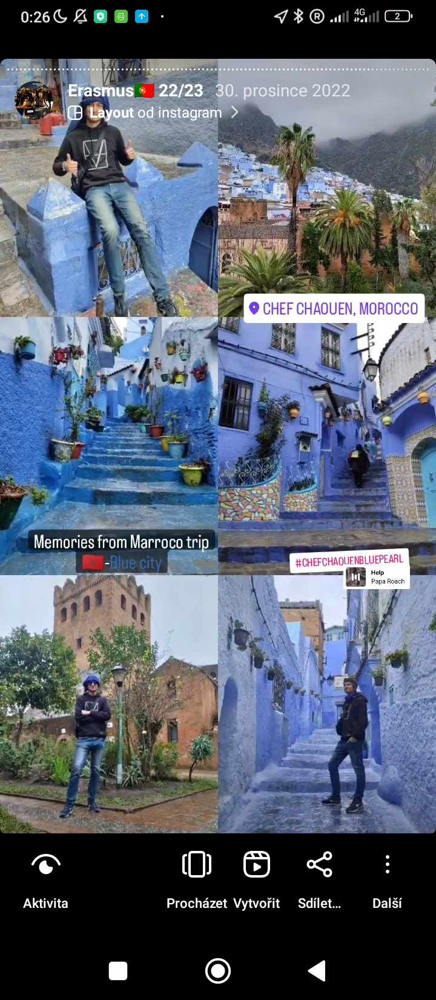 0:26
4G
R
2
Erasmus🇵🇹 22/23 30. prosince 2022
Layout od instagram
CHEF CHAOUEN, MOROCCO
Memories from Marroco trip
🇲🇦-Blue city
#CHEFCHAOUENBLUEPEARL
Help
Papa Roach
Aktivita
Procházet
Vytvořit
Sdílet...
Další